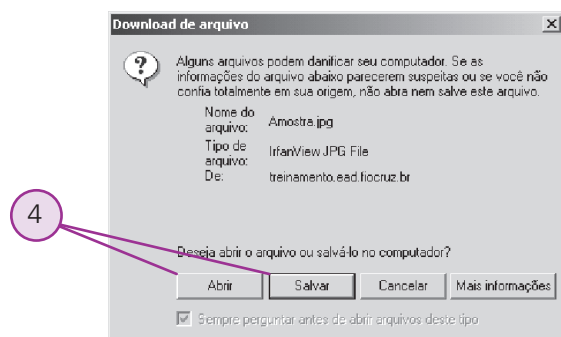 Download de arquivo
Alguns arquivos podem danificar seu computador. Se as
informações do arquivo abaixo parecerem suspeitas ou se você não
confia totalmente em sua origem, não abra nem salve este arquivo.
Nome do
arquivo: Amostra.jpg
Tipo de
arquivo: IrfanView JPG File
De: treinamento.ead.fiocruz.br
4
Deseja abrir o arquivo ou salvá-lo no computador?
Abrir Salvar Cancelar Mais informações
Sempre perguntar antes de abrir arquivos deste tipo